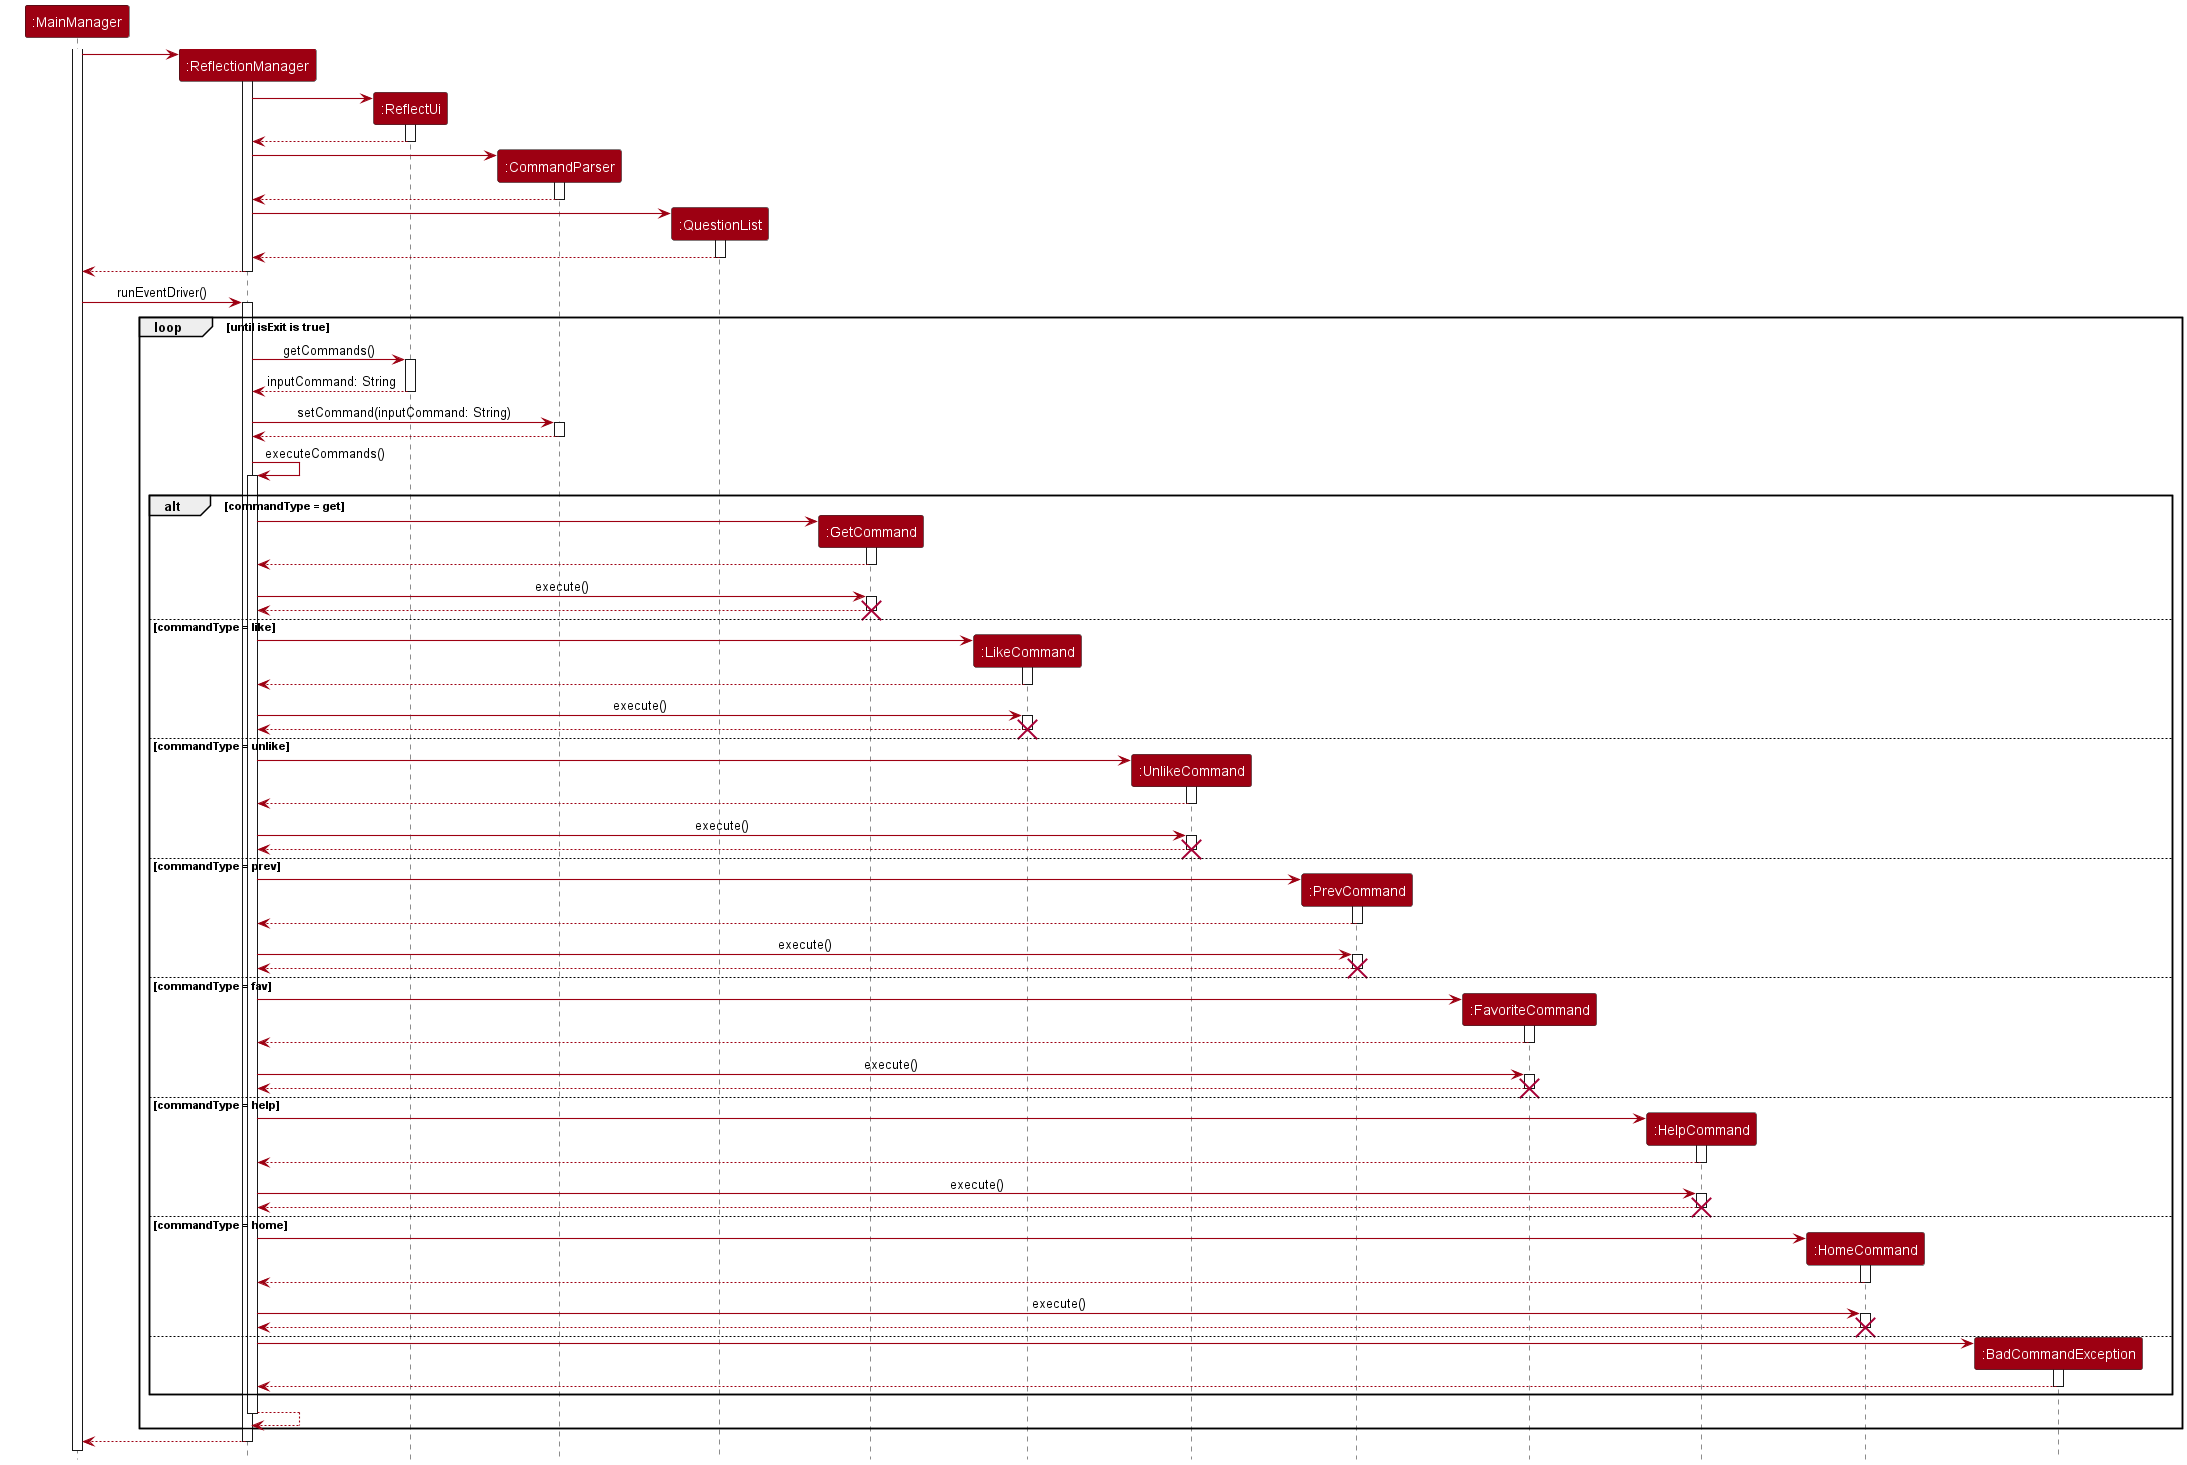 :MainManager
:ReflectionManager
:ReflectUi
:CommandParser
:QuestionList
runEventDriver()
loop [until isExit is true]
getCommands()
inputCommand: String
setCommand(inputCommand: String)
executeCommands()
alt [commandType = get]
:GetCommand
execute()
[commandType = like]
:LikeCommand
execute()
[commandType = unlike]
:UnlikeCommand
execute()
[commandType = prev]
:PrevCommand
execute()
[commandType = fav]
:FavoriteCommand
execute()
[commandType = help]
:HelpCommand
execute()
[commandType = home]
:HomeCommand
execute()
:BadCommandException